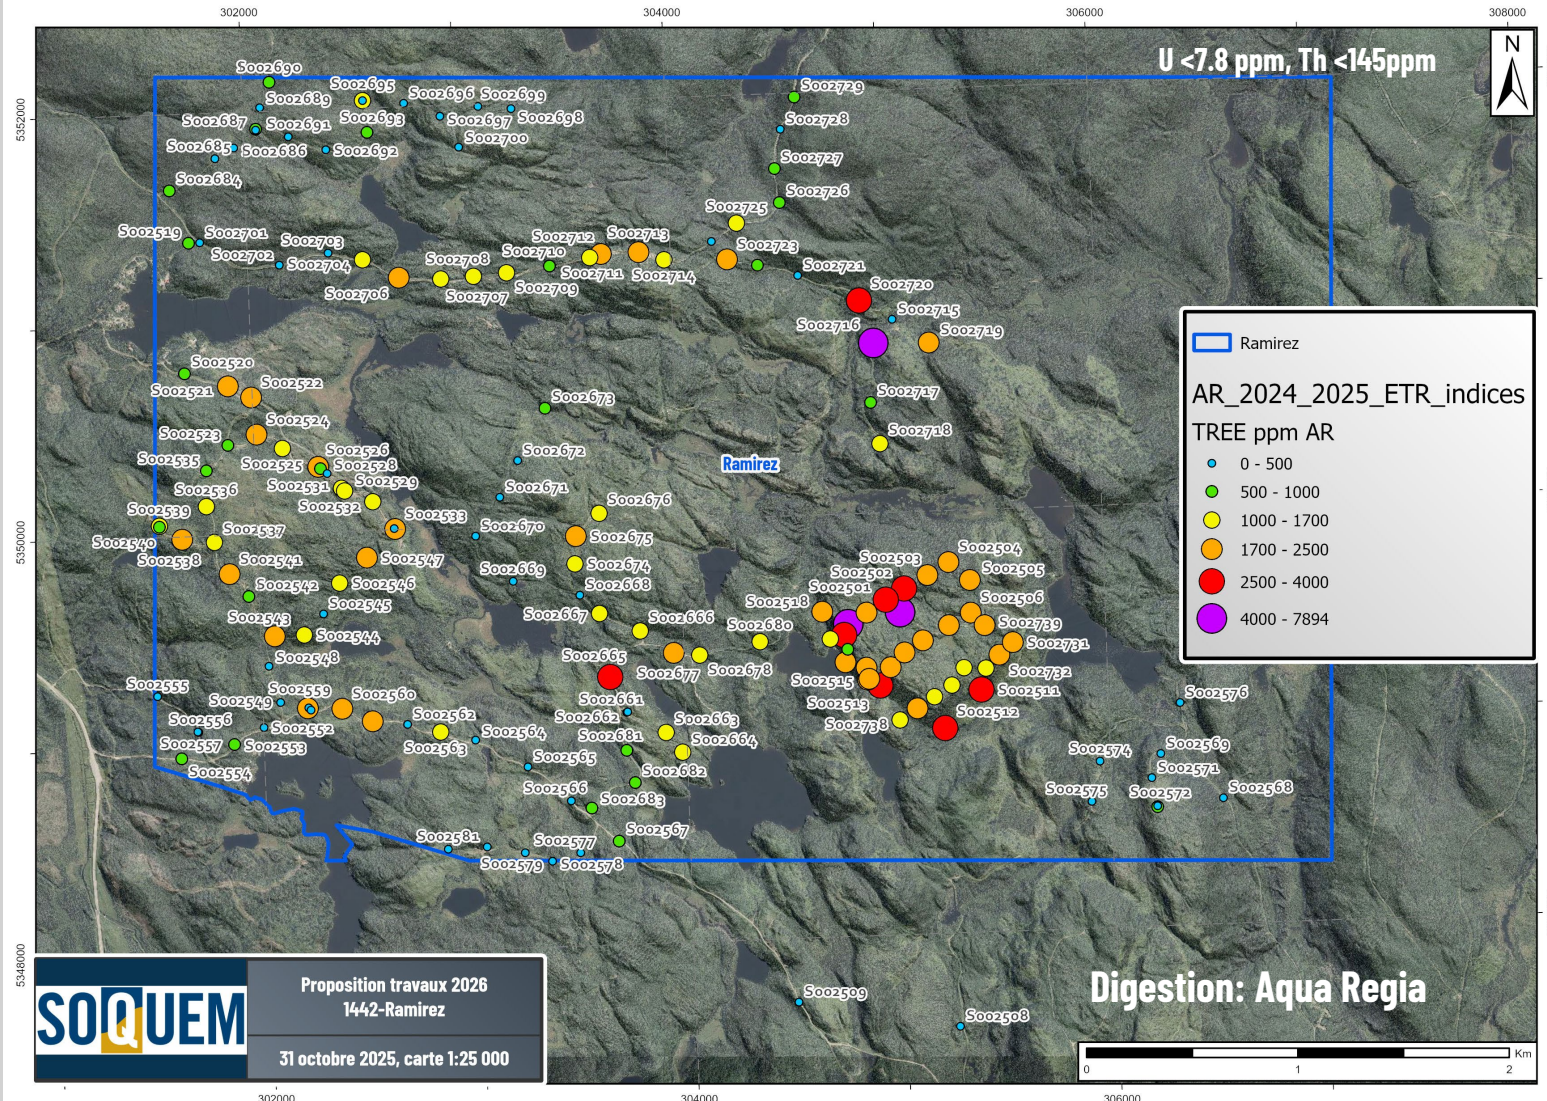 302000
304000
306000
308000
U <7.8 ppm, Th <145ppm
N
5352000
5350000
5348000
S002690
S002695
S002696
S002699
S002689
S002697
S002698
S002687
S002691
S002693
S002700
S002685
S002686
S002692
S002684
S002729
S002728
S002727
S002726
S002725
S002519
S002701
S002703
S002712
S002713
S002702
S002704
S002708
S002710
S002711
S002714
S002723
S002721
S002706
S002707
S002709
S002720
S002715
S002716
S002719
S002717
S002718
S002520
S002521
S002522
S002524
S002523
S002526
S002525
S002528
S002535
S002531
S002529
S002536
S002532
S002539
S002533
S002540
S002537
S002538
S002547
S002541
S002542
S002546
S002545
S002543
S002544
S002548
S002673
S002672
S002671
S002670
S002676
S002675
S002674
S002669
S002668
S002667
S002666
S002680
S002665
S002677
S002678
S002661
S002662
S002663
S002681
S002664
S002682
S002683
Ramirez
S002503
S002504
S002502
S002505
S002501
S002518
S002506
S002739
S002731
S002732
S002515
S002511
S002513
S002512
S002738
S002555
S002549
S002559
S002560
S002556
S002552
S002562
S002557
S002553
S002563
S002564
S002554
S002565
S002566
S002567
S002581
S002577
S002579
S002578
S002576
S002574
S002569
S002571
S002575
S002572
S002568
S002509
S002508
Ramirez
AR_2024_2025_ETR_indices
TREE ppm AR
0 - 500
500 - 1000
1000 - 1700
1700 - 2500
2500 - 4000
4000 - 7894
SOQUEM
Proposition travaux 2026
1442-Ramirez
31 octobre 2025, carte 1:25 000
Digestion: Aqua Regia
Km
0
1
2
302000
304000
306000